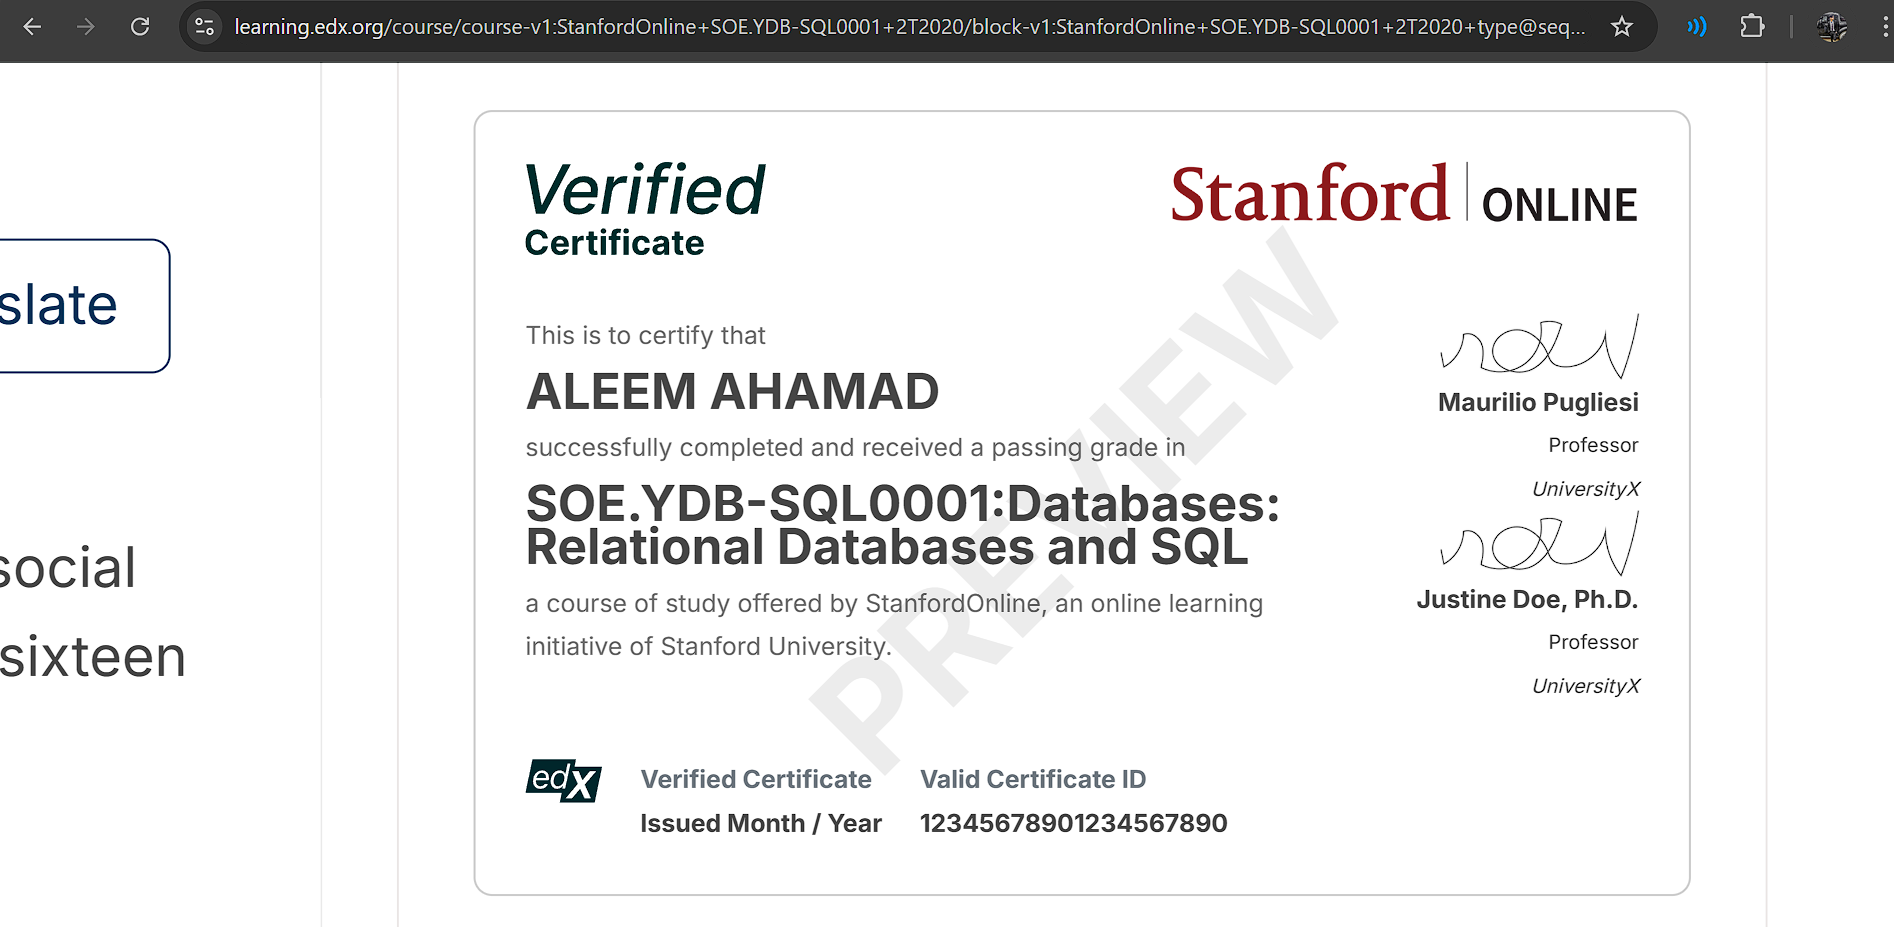 learning.edx.org/course/course-v1:StanfordOnline+SOE.YDB-SQL0001+2T2020/block-v1:StanfordOnline+SOE.YDB-SQL0001+2T2020+type@seq...
slate
social
sixteen
Verified
Certificate
Stanford | ONLINE
This is to certify that
ALEEM AHAMAD
successfully completed and received a passing grade in
SOE.YDB-SQL0001:Databases:
Relational Databases and SQL
a course of study offered by StanfordOnline, an online learning
initiative of Stanford University.
PREVIEW
Maurilio Pugliesi
Professor
UniversityX
Justine Doe, Ph.D.
Professor
UniversityX
edX
Verified Certificate
Issued Month / Year
Valid Certificate ID
12345678901234567890